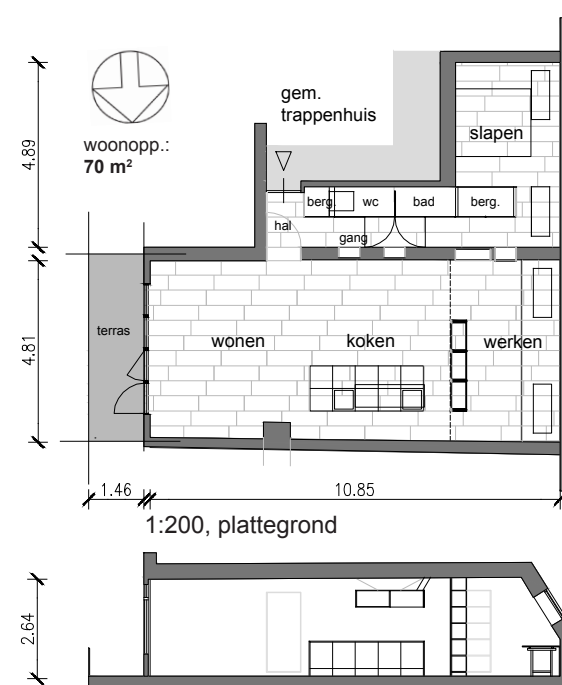 gem.
trappenhuis
woonopp.:
70 m²
slapen
4.89
berg.
wc
bad
berg.
hal
gang
terras
wonen
koken
werken
4.81
1.46
10.85
1:200, plattegrond
2.64